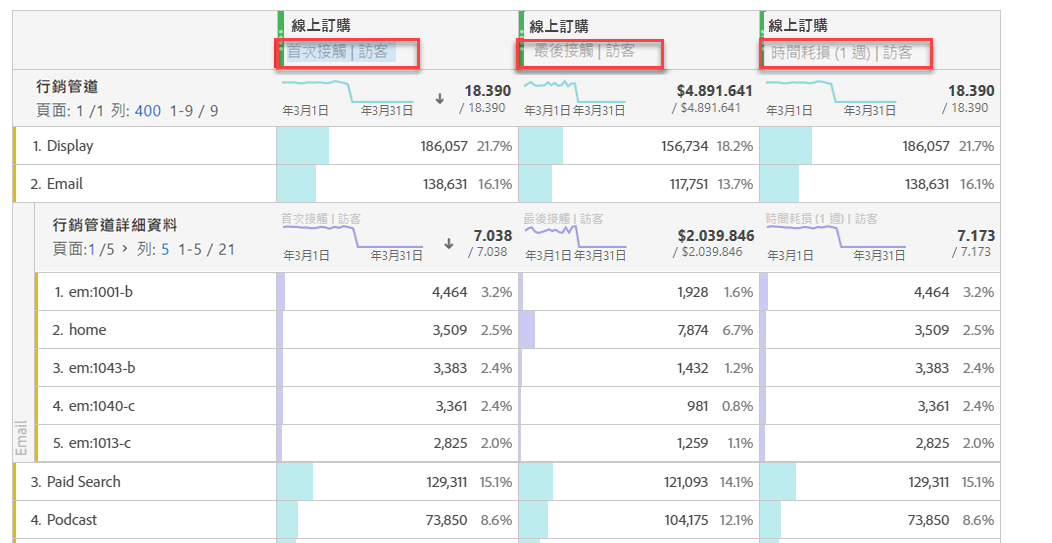 線上訂購 線上訂購 線上訂購
首次接觸 | 訪客 最後接觸 | 訪客 時間耗損 (1 週) | 訪客
行銷管道 18.390 $4.891.641 18.390
頁面: 1 /1 列: 400 1-9 / 9 年3月1日 年3月31日 / 18.390 年3月1日 年3月31日 / $4.891.641 年3月1日 年3月31日 / 18.390
1. Display 186,057 21.7% 156,734 18.2% 186,057 21.7%
2. Email 138,631 16.1% 117,751 13.7% 138,631 16.1%
首次接觸 | 訪客 最後接觸 | 訪客 時間耗損 (1 週) | 訪客
行銷管道詳細資料 7.038 $2.039.846 7.173
頁面:1 /5 > 列: 5 1-5 / 21 年3月1日 年3月31日 / 7.038 年3月1日 年3月31日 / $2.039.846 年3月1日 年3月31日 / 7.173
1. em:1001-b 4,464 3.2% 1,928 1.6% 4,464 3.2%
2. home 3,509 2.5% 7,874 6.7% 3,509 2.5%
3. em:1043-b 3,383 2.4% 1,432 1.2% 3,383 2.4%
4. em:1040-c 3,361 2.4% 981 0.8% 3,361 2.4%
5. em:1013-c 2,825 2.0% 1,259 1.1% 2,825 2.0%
Email
3. Paid Search 129,311 15.1% 121,093 14.1% 129,311 15.1%
4. Podcast 73,850 8.6% 104,175 12.1% 73,850 8.6%